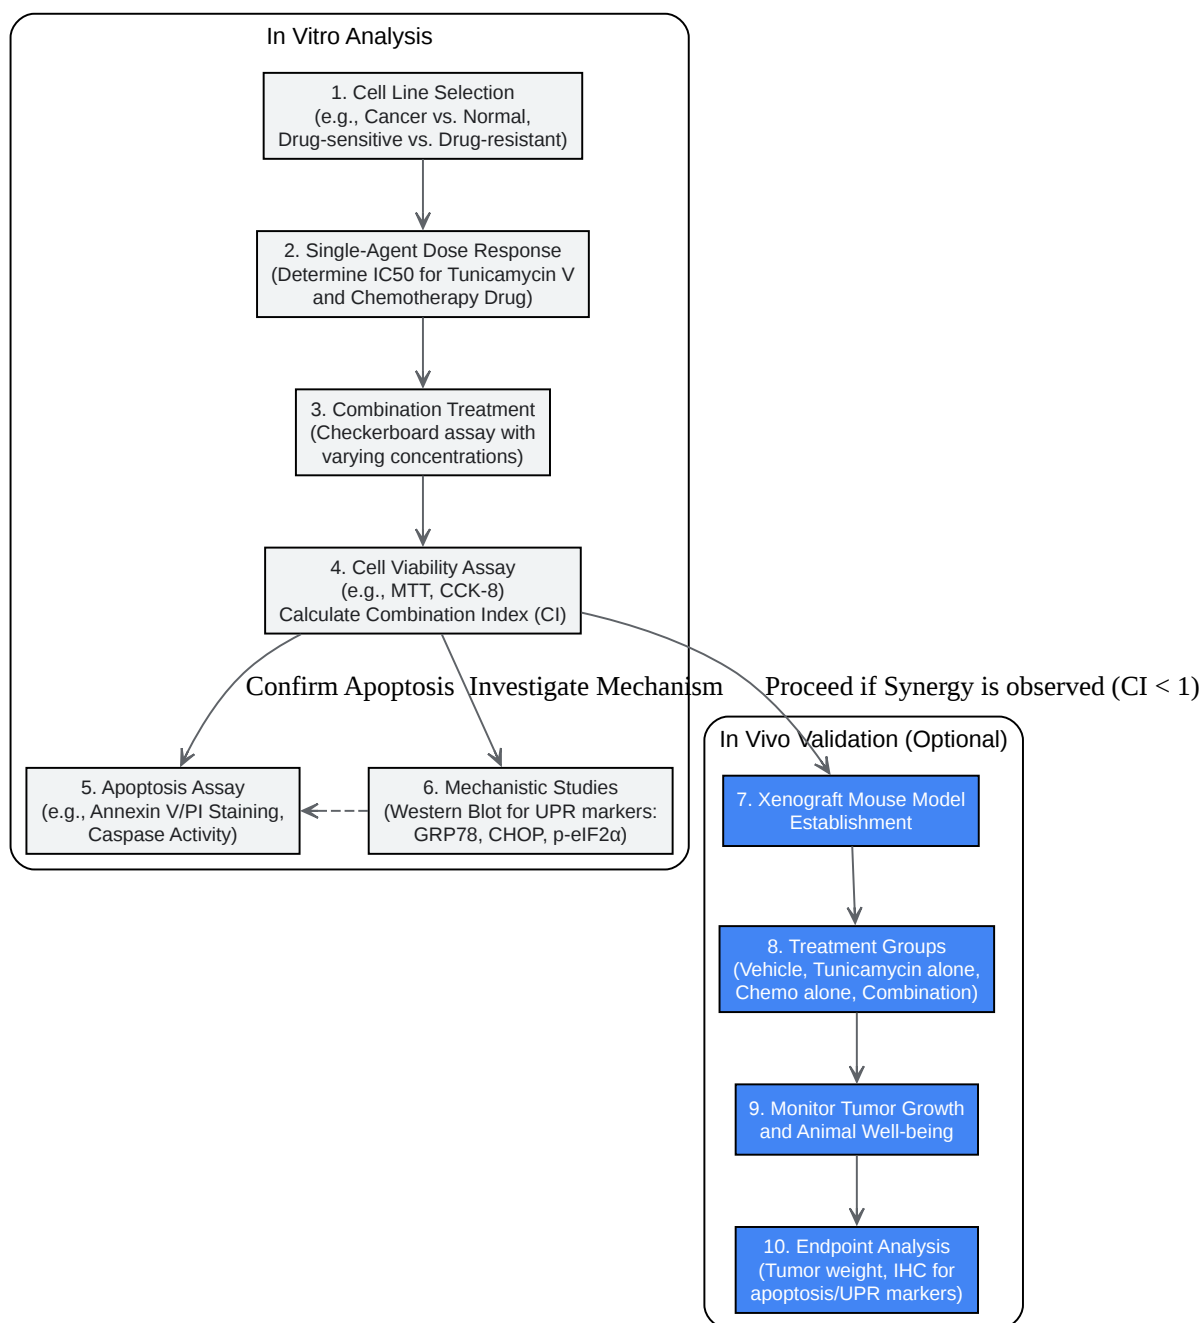 In Vitro Analysis
1. Cell Line Selection
(e.g., Cancer vs. Normal,
Drug-sensitive vs. Drug-resistant)
2. Single-Agent Dose Response
(Determine IC50 for Tunicamycin V
and Chemotherapy Drug)
3. Combination Treatment
(Checkerboard assay with
varying concentrations)
4. Cell Viability Assay
(e.g., MTT, CCK-8)
Calculate Combination Index (CI)
Confirm Apoptosis
Investigate Mechanism
Proceed if Synergy is observed (CI < 1)
5. Apoptosis Assay
(e.g., Annexin V/PI Staining,
Caspase Activity)
6. Mechanistic Studies
(Western Blot for UPR markers:
GRP78, CHOP, p-eIF2α)
In Vivo Validation (Optional)
7. Xenograft Mouse Model
Establishment
8. Treatment Groups
(Vehicle, Tunicamycin alone,
Chemo alone, Combination)
9. Monitor Tumor Growth
and Animal Well-being
10. Endpoint Analysis
(Tumor weight, IHC for
apoptosis/UPR markers)